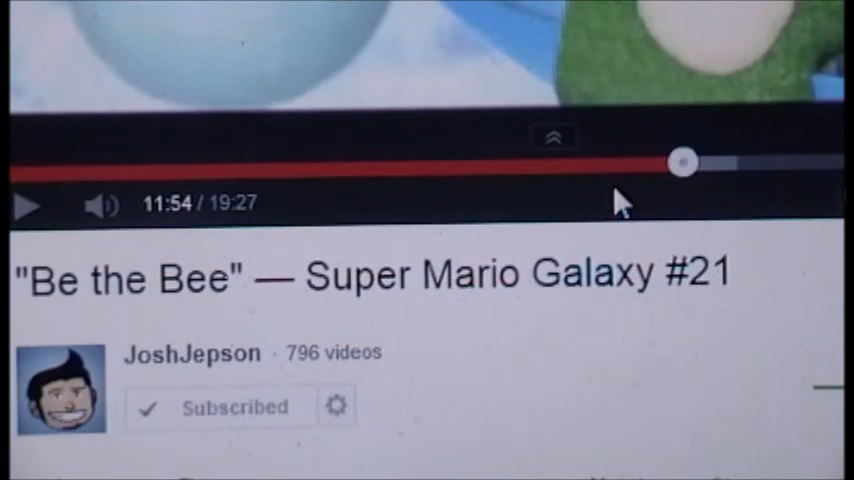 11:54 / 19:27
"Be the Bee" — Super Mario Galaxy #21
JoshJepson · 796 videos
Subscribed